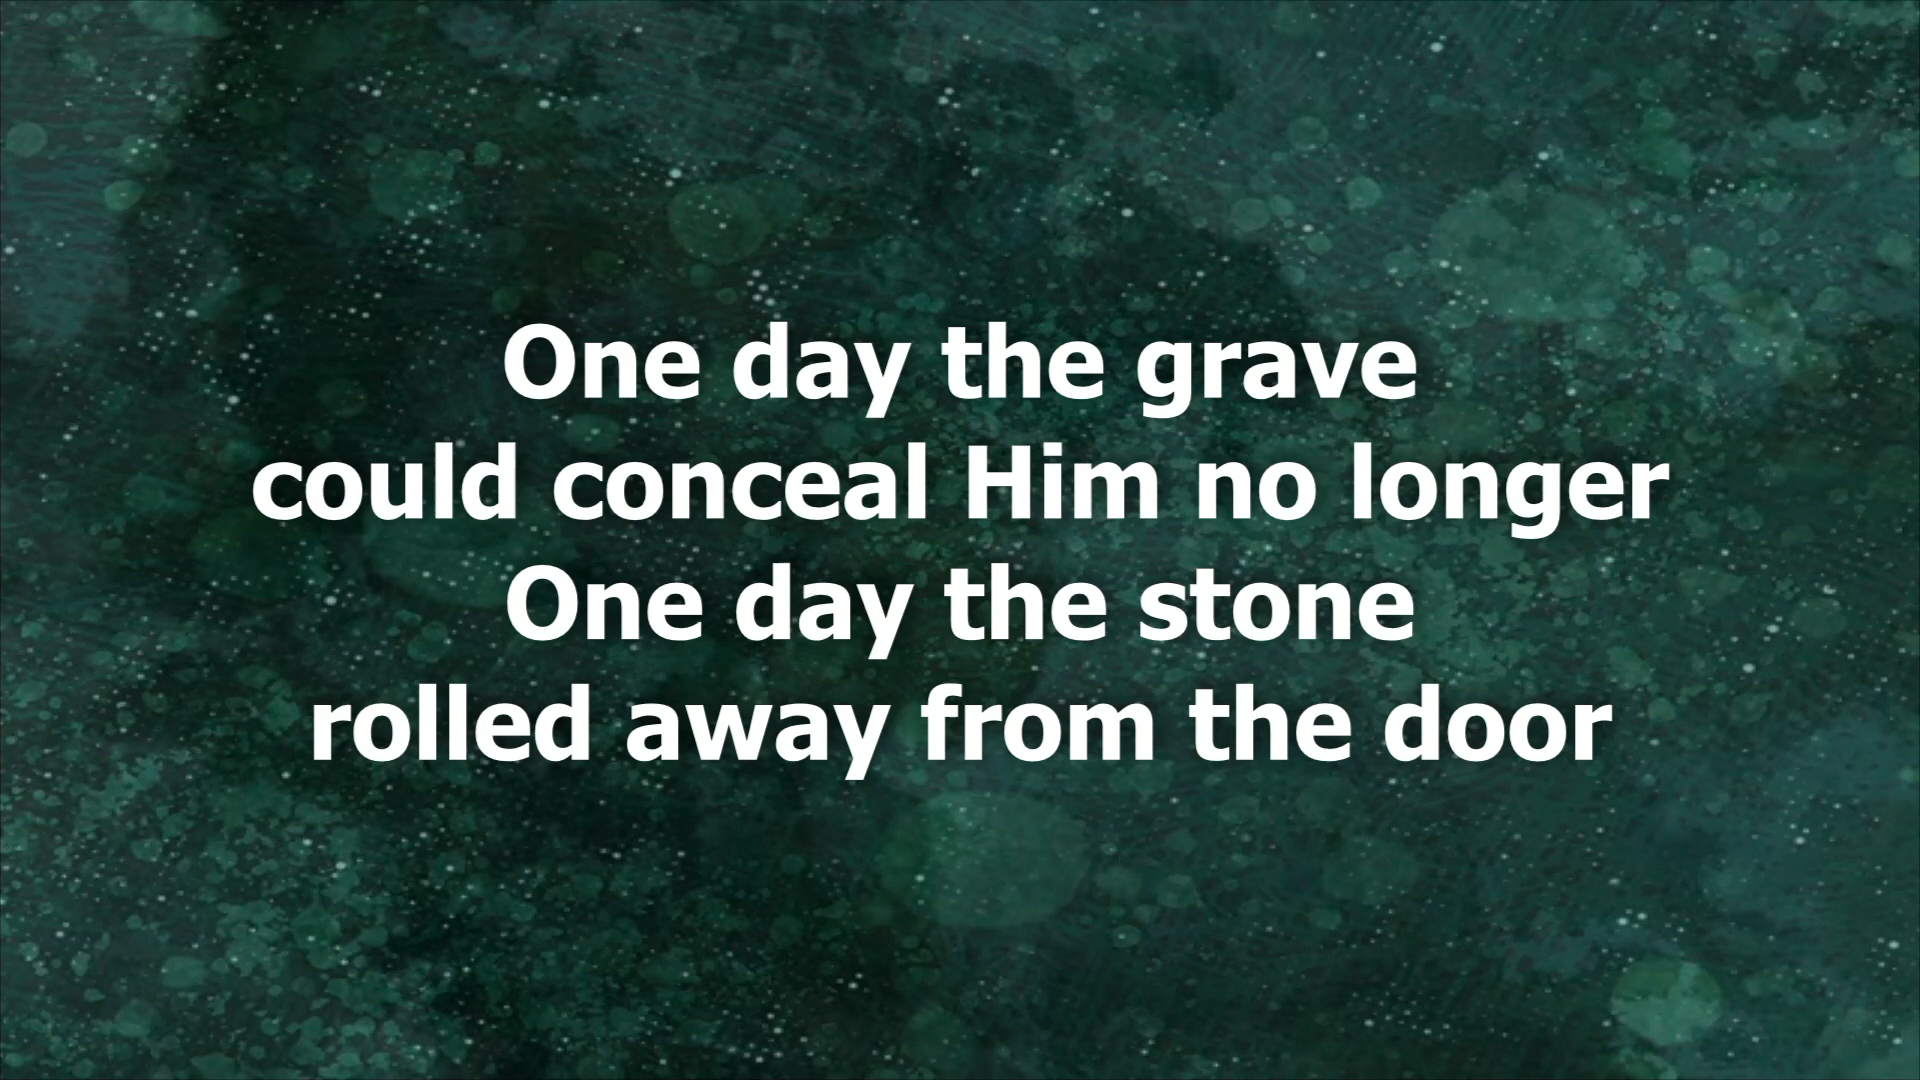 One day the grave
could conceal Him no longer
One day the stone
rolled away from the door